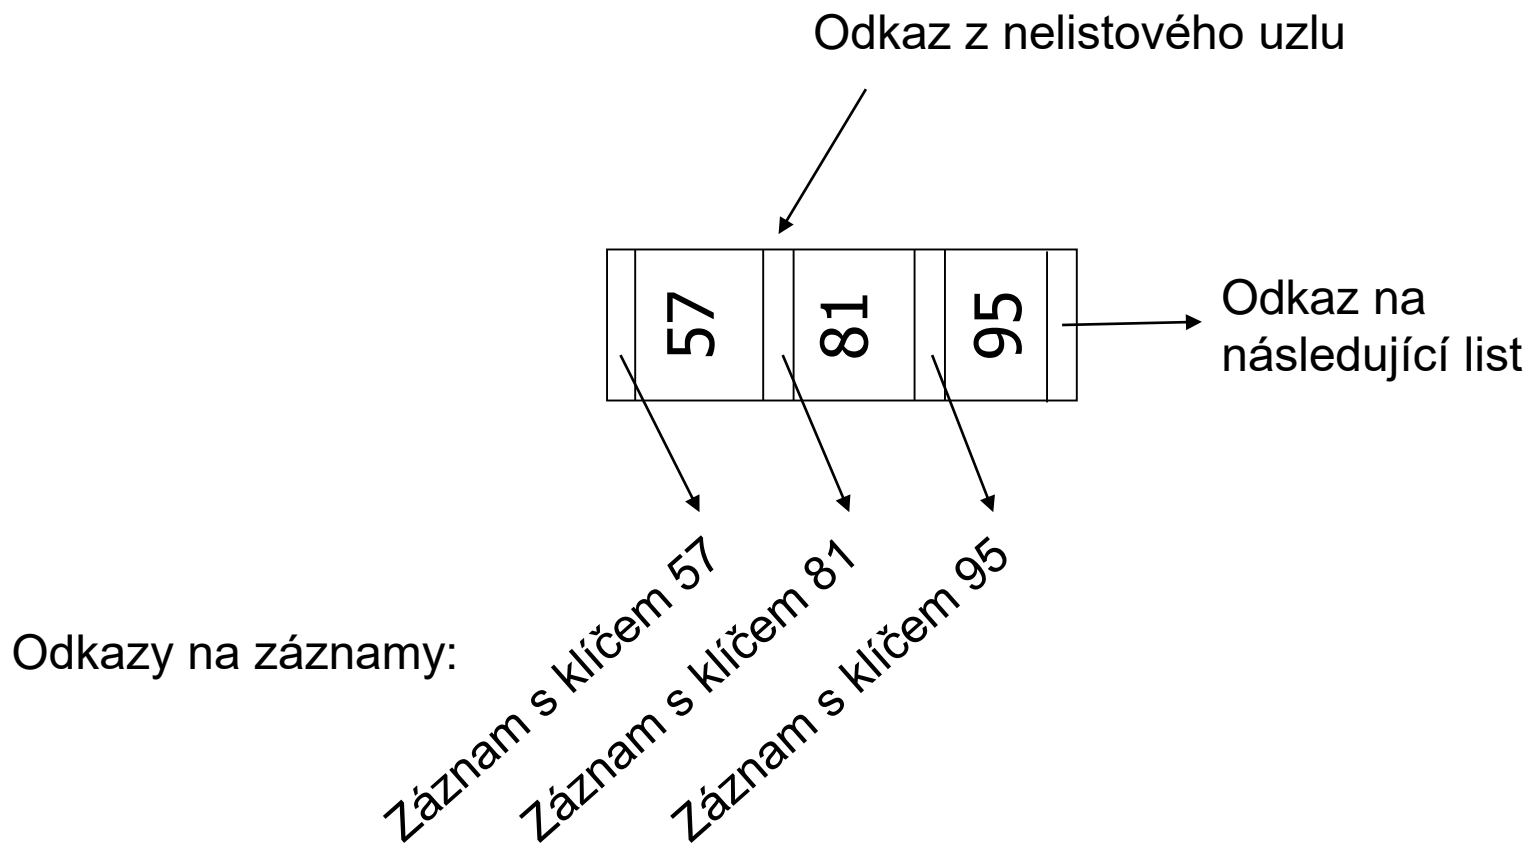 Odkaz z nelistového uzlu
57
81
95
Odkaz na
následující list
Odkazy na záznamy:
Záznam s klíčem 57
Záznam s klíčem 81
Záznam s klíčem 95